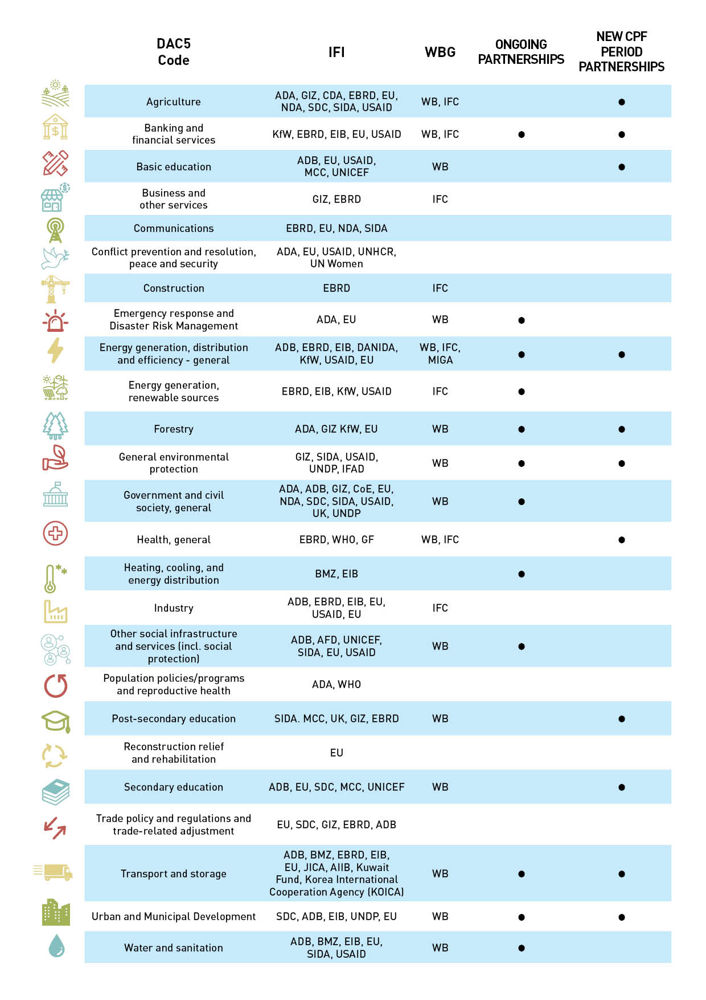 DAC5
Code
IFI
WBG
ONGOING
PARTNERSHIPS
NEW CPF
PERIOD
PARTNERSHIPS
Agriculture
ADA, GIZ, CDA, EBRD, EU,
NDA, SDC, SIDA, USAID
WB, IFC
●
Banking and
financial services
KfW, EBRD, EIB, EU, USAID
WB, IFC
●
●
Basic education
ADB, EU, USAID,
MCC, UNICEF
WB
●
Business and
other services
GIZ, EBRD
IFC
Communications
EBRD, EU, NDA, SIDA
Conflict prevention and resolution,
peace and security
ADA, EU, USAID, UNHCR,
UN Women
Construction
EBRD
IFC
Emergency response and
Disaster Risk Management
ADA, EU
WB
●
Energy generation, distribution
and efficiency - general
ADB, EBRD, EIB, DANIDA,
KfW, USAID, EU
WB, IFC,
MIGA
●
●
Energy generation,
renewable sources
EBRD, EIB, KfW, USAID
IFC
●
Forestry
ADA, GIZ KfW, EU
WB
●
●
General environmental
protection
GIZ, SIDA, USAID,
UNDP, IFAD
WB
●
●
Government and civil
society, general
ADA, ADB, GIZ, CoE, EU,
NDA, SDC, SIDA, USAID,
UK, UNDP
WB
●
Health, general
EBRD, WHO, GF
WB, IFC
●
Heating, cooling, and
energy distribution
BMZ, EIB
●
Industry
ADB, EBRD, EIB, EU,
USAID, EU
IFC
Other social infrastructure
and services (incl. social
protection)
ADB, AFD, UNICEF,
SIDA, EU, USAID
WB
●
Population policies/programs
and reproductive health
ADA, WHO
Post-secondary education
SIDA. MCC, UK, GIZ, EBRD
WB
●
Reconstruction relief
and rehabilitation
EU
Secondary education
ADB, EU, SDC, MCC, UNICEF
WB
●
Trade policy and regulations and
trade-related adjustment
EU, SDC, GIZ, EBRD, ADB
Transport and storage
ADB, BMZ, EBRD, EIB,
EU, JICA, AIIB, Kuwait
Fund, Korea International
Cooperation Agency (KOICA)
WB
●
●
Urban and Municipal Development
SDC, ADB, EIB, UNDP, EU
WB
●
●
Water and sanitation
ADB, BMZ, EIB, EU,
SIDA, USAID
WB
●